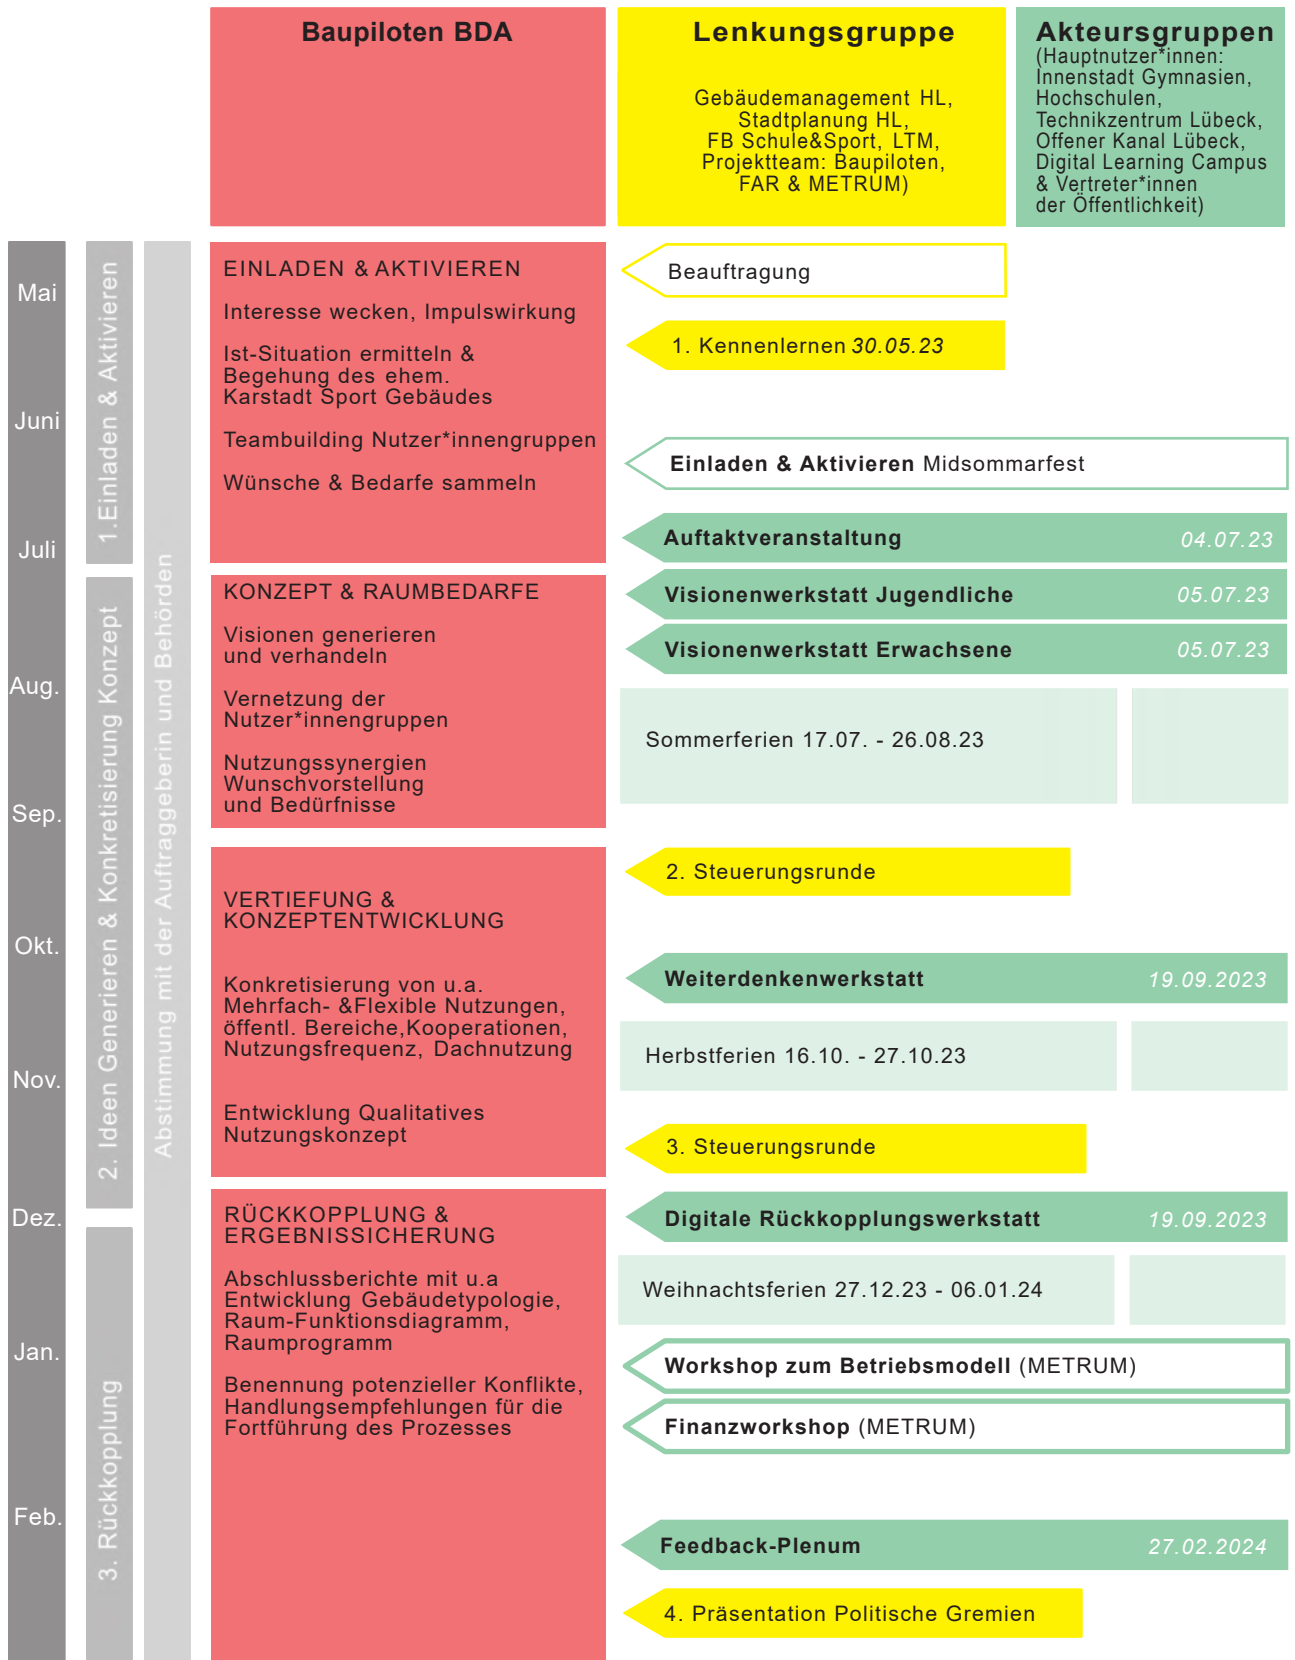 Baupiloten BDA
Lenkungsgruppe
Gebäudemanagement HL,
Stadtplanung HL,
FB Schule&Sport, LTM,
Projektteam: Baupiloten,
FAR & METRUM)
Akteursgruppen
(Hauptnutzer*innen:
Innenstadt Gymnasien,
Hochschulen,
Technikzentrum Lübeck,
Offener Kanal Lübeck,
Digital Learning Campus
& Vertreter*innen
der Öffentlichkeit)
Mai
Juni
Juli
Aug.
Sep.
Okt.
Nov.
Dez.
Jan.
Feb.
1.Einladen & Aktivieren
2. Ideen Generieren & Konkretisierung Konzept
3. Rückkopplung
Abstimmung mit der Auftraggeberin und Behörden
EINLADEN & AKTIVIEREN
Interesse wecken, Impulswirkung
Ist-Situation ermitteln &
Begehung des ehem.
Karstadt Sport Gebäudes
Teambuilding Nutzer*innengruppen
Wünsche & Bedarfe sammeln
KONZEPT & RAUMBEDARFE
Visionen generieren
und verhandeln
Vernetzung der
Nutzer*innengruppen
Nutzungssynergien
Wunschvorstellung
und Bedürfnisse
VERTIEFUNG &
KONZEPTENTWICKLUNG
Konkretisierung von u.a.
Mehrfach- &Flexible Nutzungen,
öffentl. Bereiche,Kooperationen,
Nutzungsfrequenz, Dachnutzung
Entwicklung Qualitatives
Nutzungskonzept
RÜCKKOPPLUNG &
ERGEBNISSICHERUNG
Abschlussberichte mit u.a
Entwicklung Gebäudetypologie,
Raum-Funktionsdiagramm,
Raumprogramm
Benennung potenzieller Konflikte,
Handlungsempfehlungen für die
Fortführung des Prozesses
Beauftragung
1. Kennenlernen 30.05.23
Einladen & Aktivieren Midsommarfest
Auftaktveranstaltung 04.07.23
Visionenwerkstatt Jugendliche 05.07.23
Visionenwerkstatt Erwachsene 05.07.23
Sommerferien 17.07. - 26.08.23
2. Steuerungsrunde
Weiterdenkenwerkstatt 19.09.2023
Herbstferien 16.10. - 27.10.23
3. Steuerungsrunde
Digitale Rückkopplungswerkstatt 19.09.2023
Weihnachtsferien 27.12.23 - 06.01.24
Workshop zum Betriebsmodell (METRUM)
Finanzworkshop (METRUM)
Feedback-Plenum 27.02.2024
4. Präsentation Politische Gremien